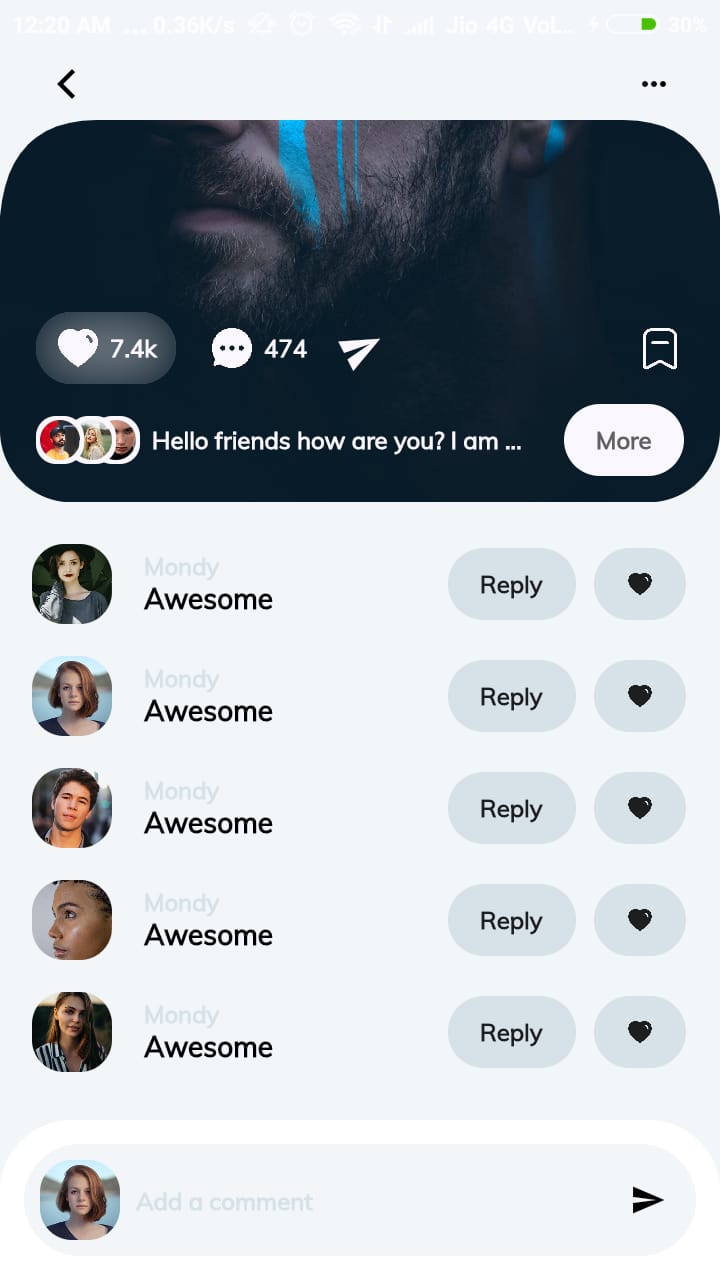 12:20 AM ... 0.36K/s Jio 4G VoL... 30%
7.4k 474
Hello friends how are you? I am ... More
Mondy
Awesome Reply
Mondy
Awesome Reply
Mondy
Awesome Reply
Mondy
Awesome Reply
Mondy
Awesome Reply
Add a comment